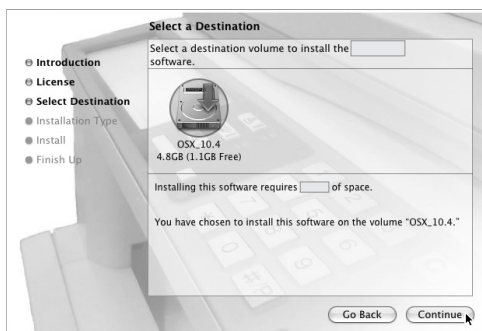 Select a Destination
Select a destination volume to install the
software.
Introduction
License
Select Destination
Installation Type
Install
Finish Up
OSX_10.4
4.8GB (1.1GB Free)
Installing this software requires of space.
You have chosen to install this software on the volume “OSX_10.4.”
Go Back
Continue